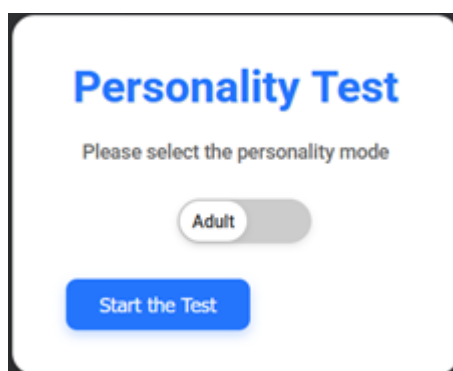 Personality Test
Please select the personality mode
Adult
Start the Test